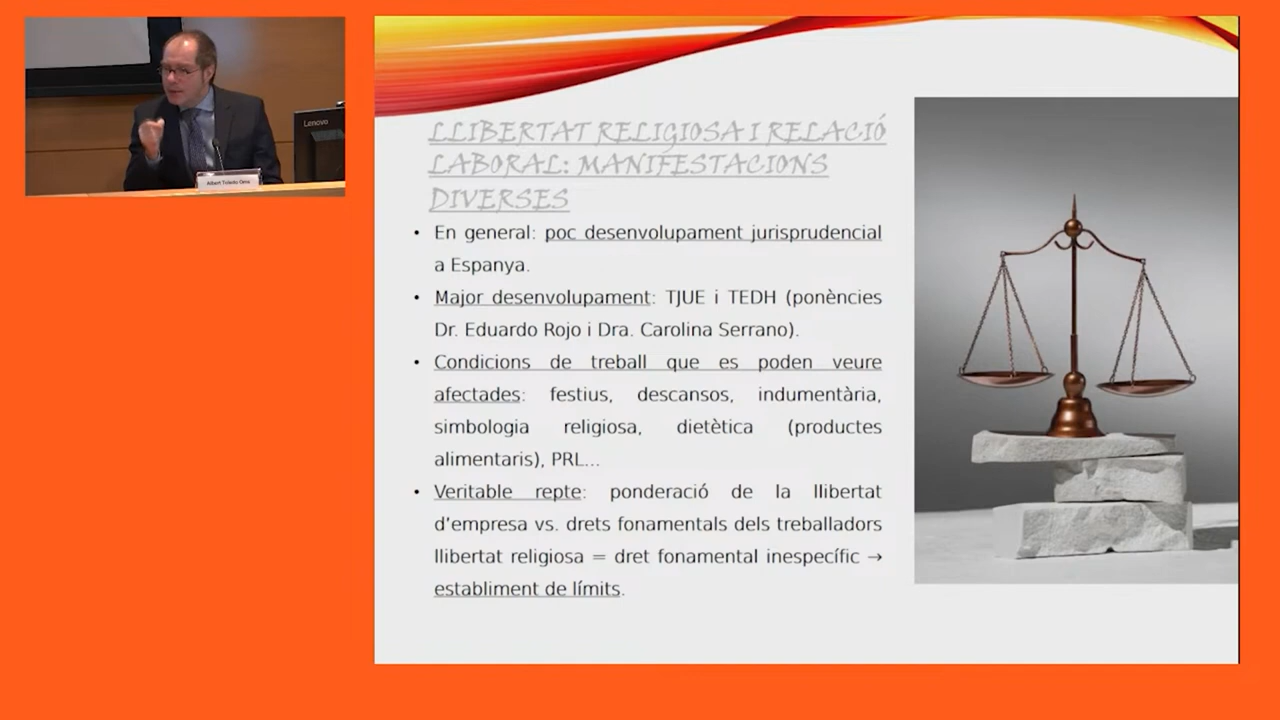 Lenovo
Albert Toledo Oms
LLIBERTAT RELIGIOSA I RELACIÓ
LABORAL: MANIFESTACIONS
DIVERSES
• En general: poc desenvolupament jurisprudencial
a Espanya.
• Major desenvolupament: TJUE i TEDH (ponències
Dr. Eduardo Rojo i Dra. Carolina Serrano).
• Condicions de treball que es poden veure
afectades: festius, descansos, indumentària,
simbologia religiosa, dietètica (productes
alimentaris), PRL...
• Veritable repte: ponderació de la llibertat
d'empresa vs. drets fonamentals dels treballadors
llibertat religiosa = dret fonamental inespecífic →
establiment de límits.